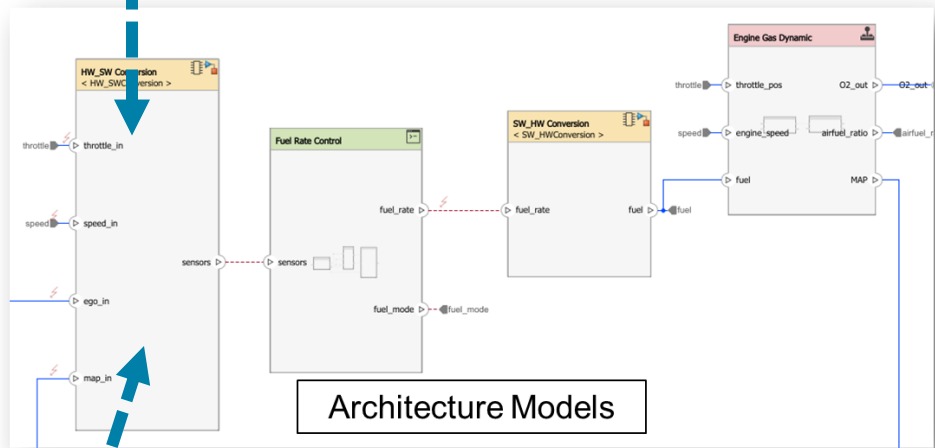 HW_SW Conversion
< HW_SWConversion >
throttle
throttle_in
speed
speed_in
sensors
ego_in
map_in
Fuel Rate Control
fuel_rate
sensors
fuel_mode
fuel_mode
SW_HW Conversion
< SW_HWConversion >
fuel_rate
fuel
fuel
Engine Gas Dynamic
throttle
throttle_pos
O2_out
O2_out
speed
engine_speed
airfuel_ratio
fuel
MAP
Architecture Models